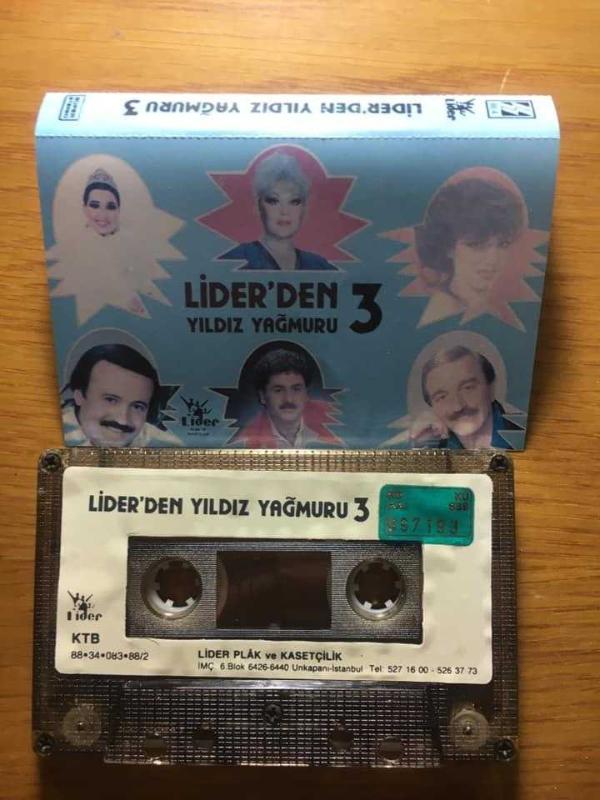 LİDER'DEN YILDIZ YAĞMURU 3
Lider
LİDER'DEN
YILDIZ YAĞMURU 3
Lider
LİDER'DEN YILDIZ YAĞMURU 3
Lider
KTB
88•34•083•88/2
LİDER PLÂK ve KASETÇİLİK
İMÇ. 6.Blok 6426-6440 Unkapanı-İstanbul Tel: 527 16 00 - 526 37 73